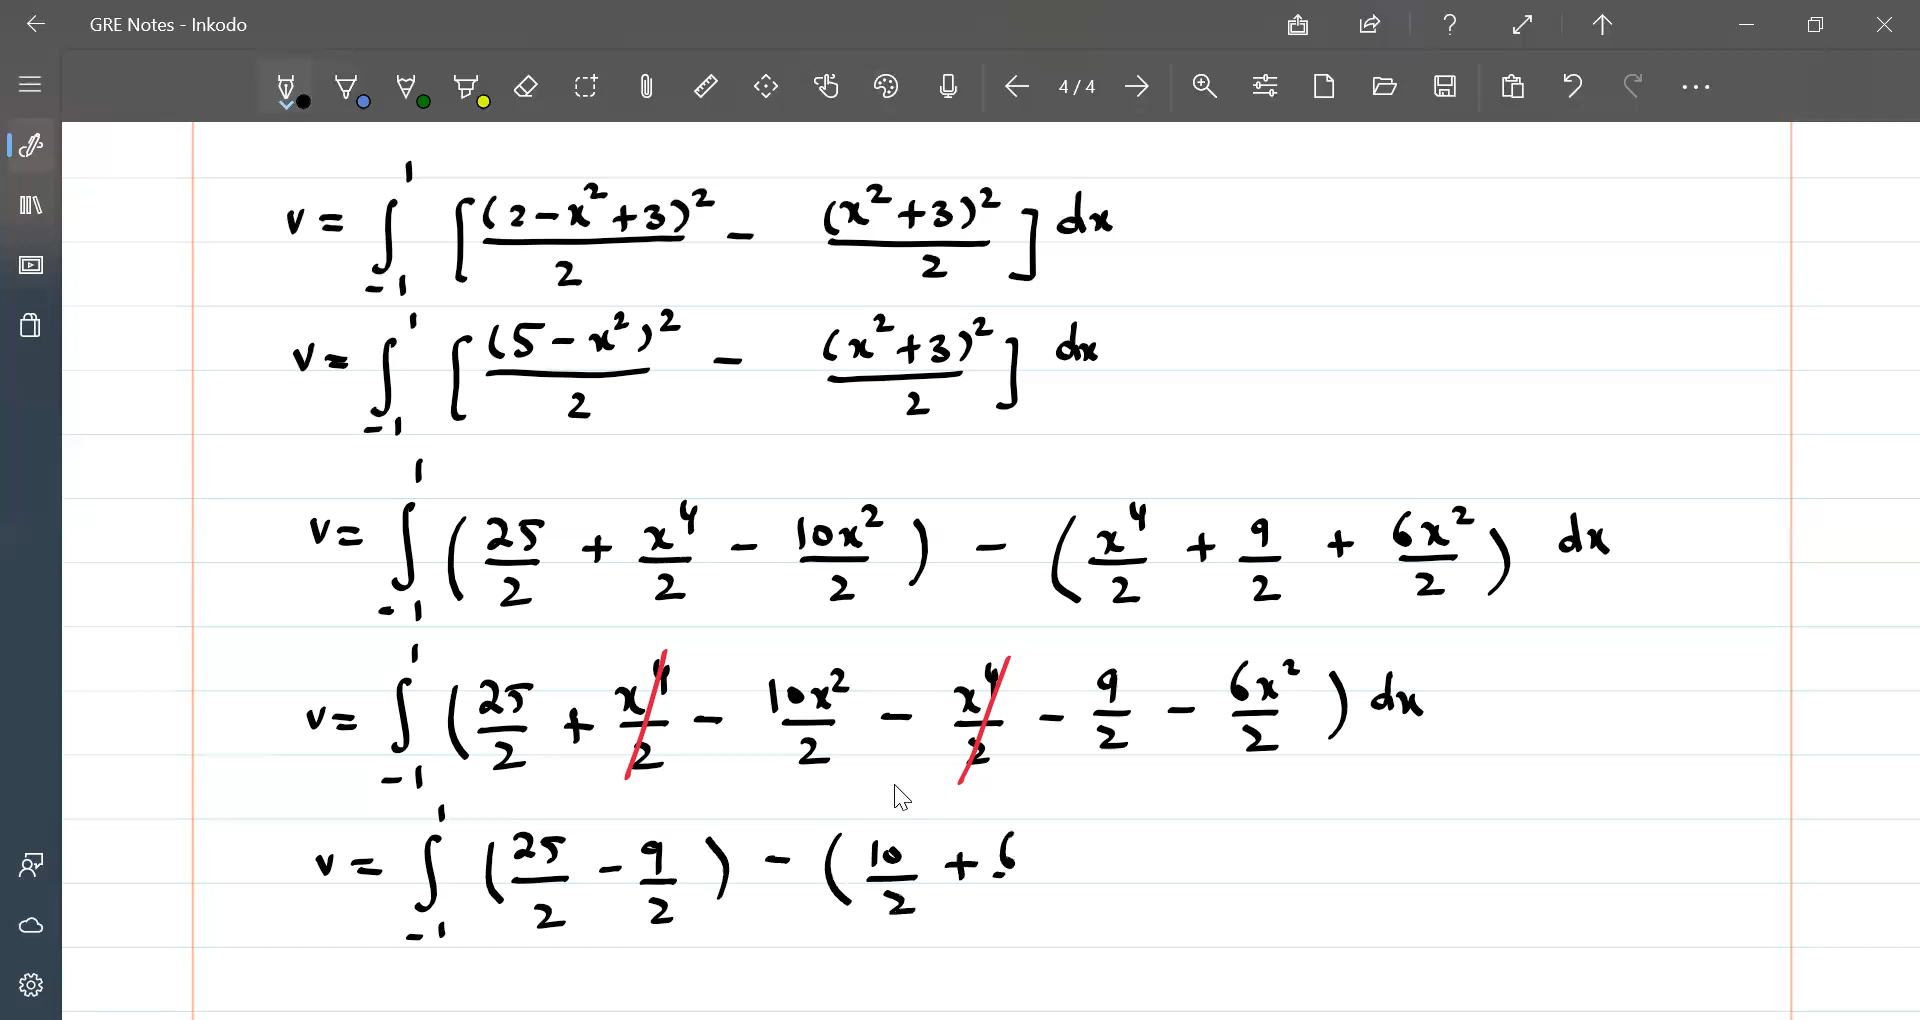 GRE Notes - Inkodo
4 / 4
v = ∫_{-1}^{1} [ (2 - x² + 3)² / 2 - (x² + 3)² / 2 ] dx
v = ∫_{-1}^{1} [ (5 - x²)² / 2 - (x² + 3)² / 2 ] dx
v = ∫_{-1}^{1} ( 25/2 + x⁴/2 - 10x²/2 ) - ( x⁴/2 + 9/2 + 6x²/2 ) dx
v = ∫_{-1}^{1} ( 25/2 + x⁴/2 - 10x²/2 - x⁴/2 - 9/2 - 6x²/2 ) dx
v = ∫_{-1}^{1} ( 25/2 - 9/2 ) - ( 10/2 + 6